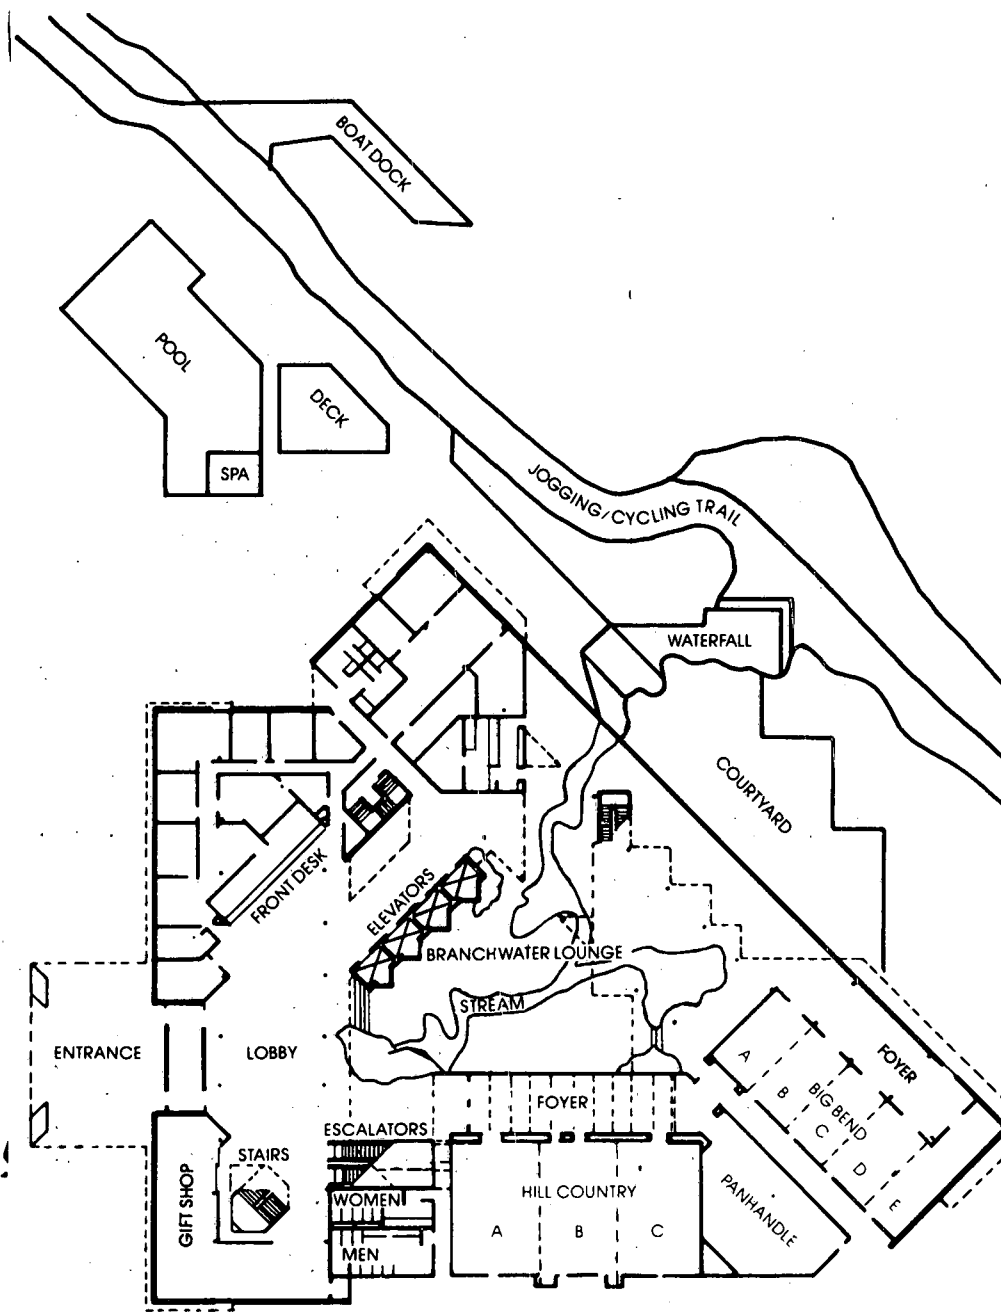 BOAT DOCK
POOL
DECK
SPA
JOGGING/CYCLING TRAIL
WATERFALL
COURTYARD
FRONT DESK
ELEVATORS
BRANCHWATER LOUNGE
STREAM
ENTRANCE
LOBBY
FOYER
A
B
BIG BEND
C
D
E
FOYER
ESCALATORS
STAIRS
GIFT SHOP
WOMEN
MEN
HILL COUNTRY
A
B
C
PANHANDLE